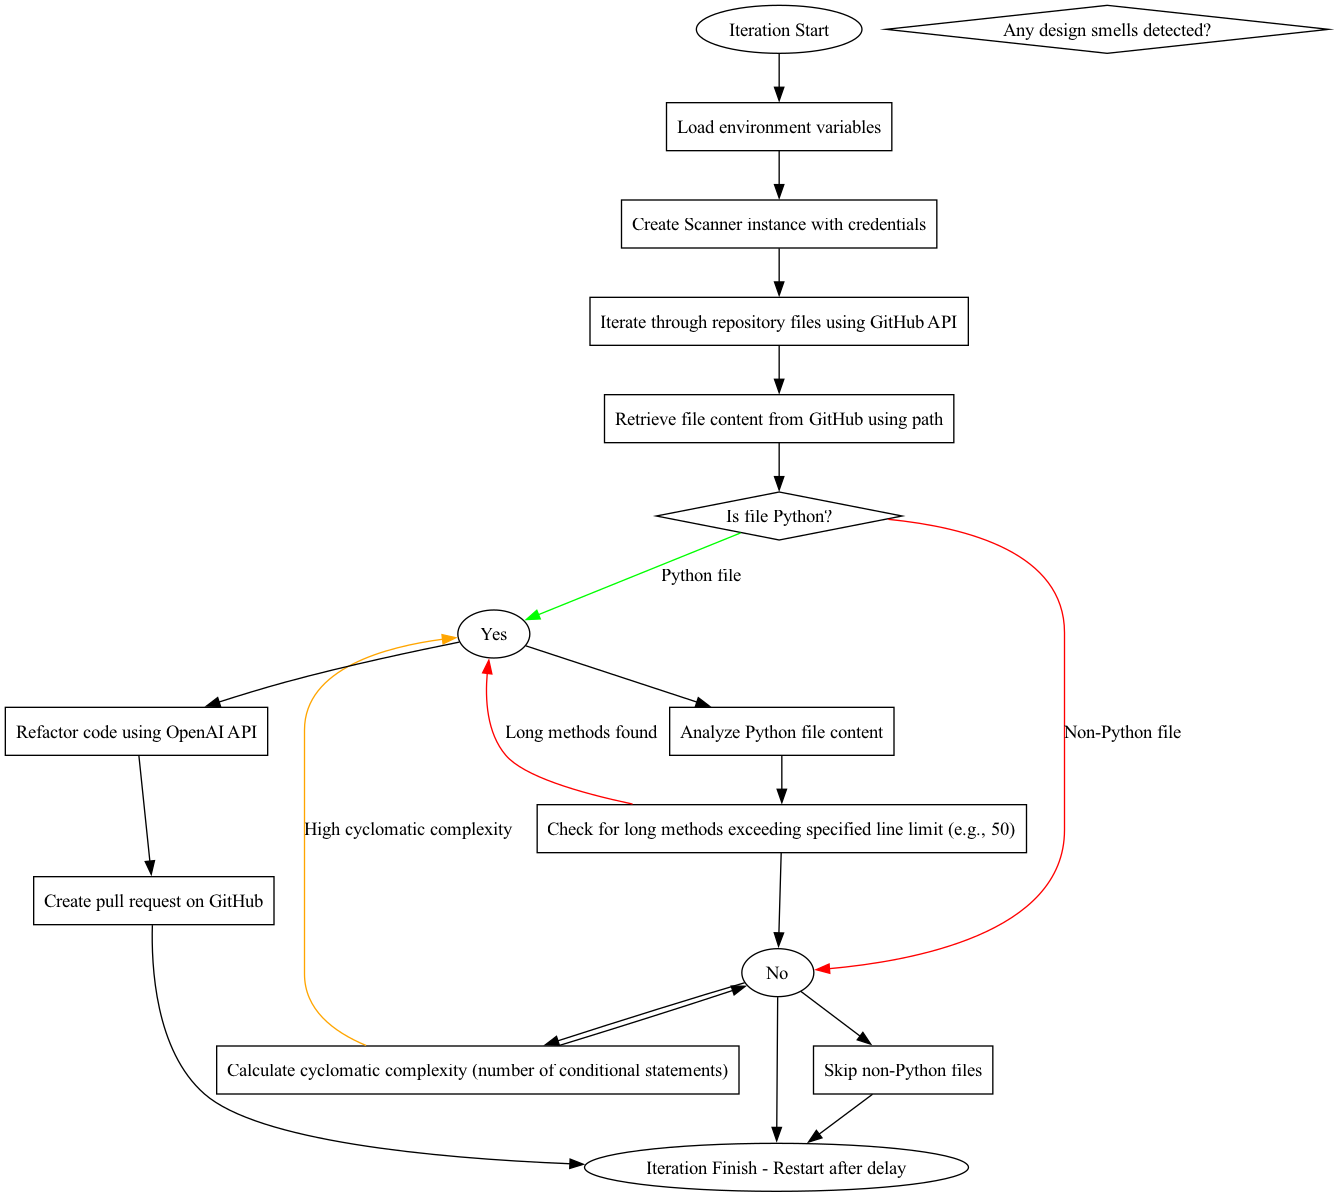 Iteration Start
Any design smells detected?
Load environment variables
Create Scanner instance with credentials
Iterate through repository files using GitHub API
Retrieve file content from GitHub using path
Is file Python?
Python file
Yes
Refactor code using OpenAI API
Long methods found
Analyze Python file content
Non-Python file
High cyclomatic complexity
Check for long methods exceeding specified line limit (e.g., 50)
Create pull request on GitHub
No
Calculate cyclomatic complexity (number of conditional statements)
Skip non-Python files
Iteration Finish - Restart after delay